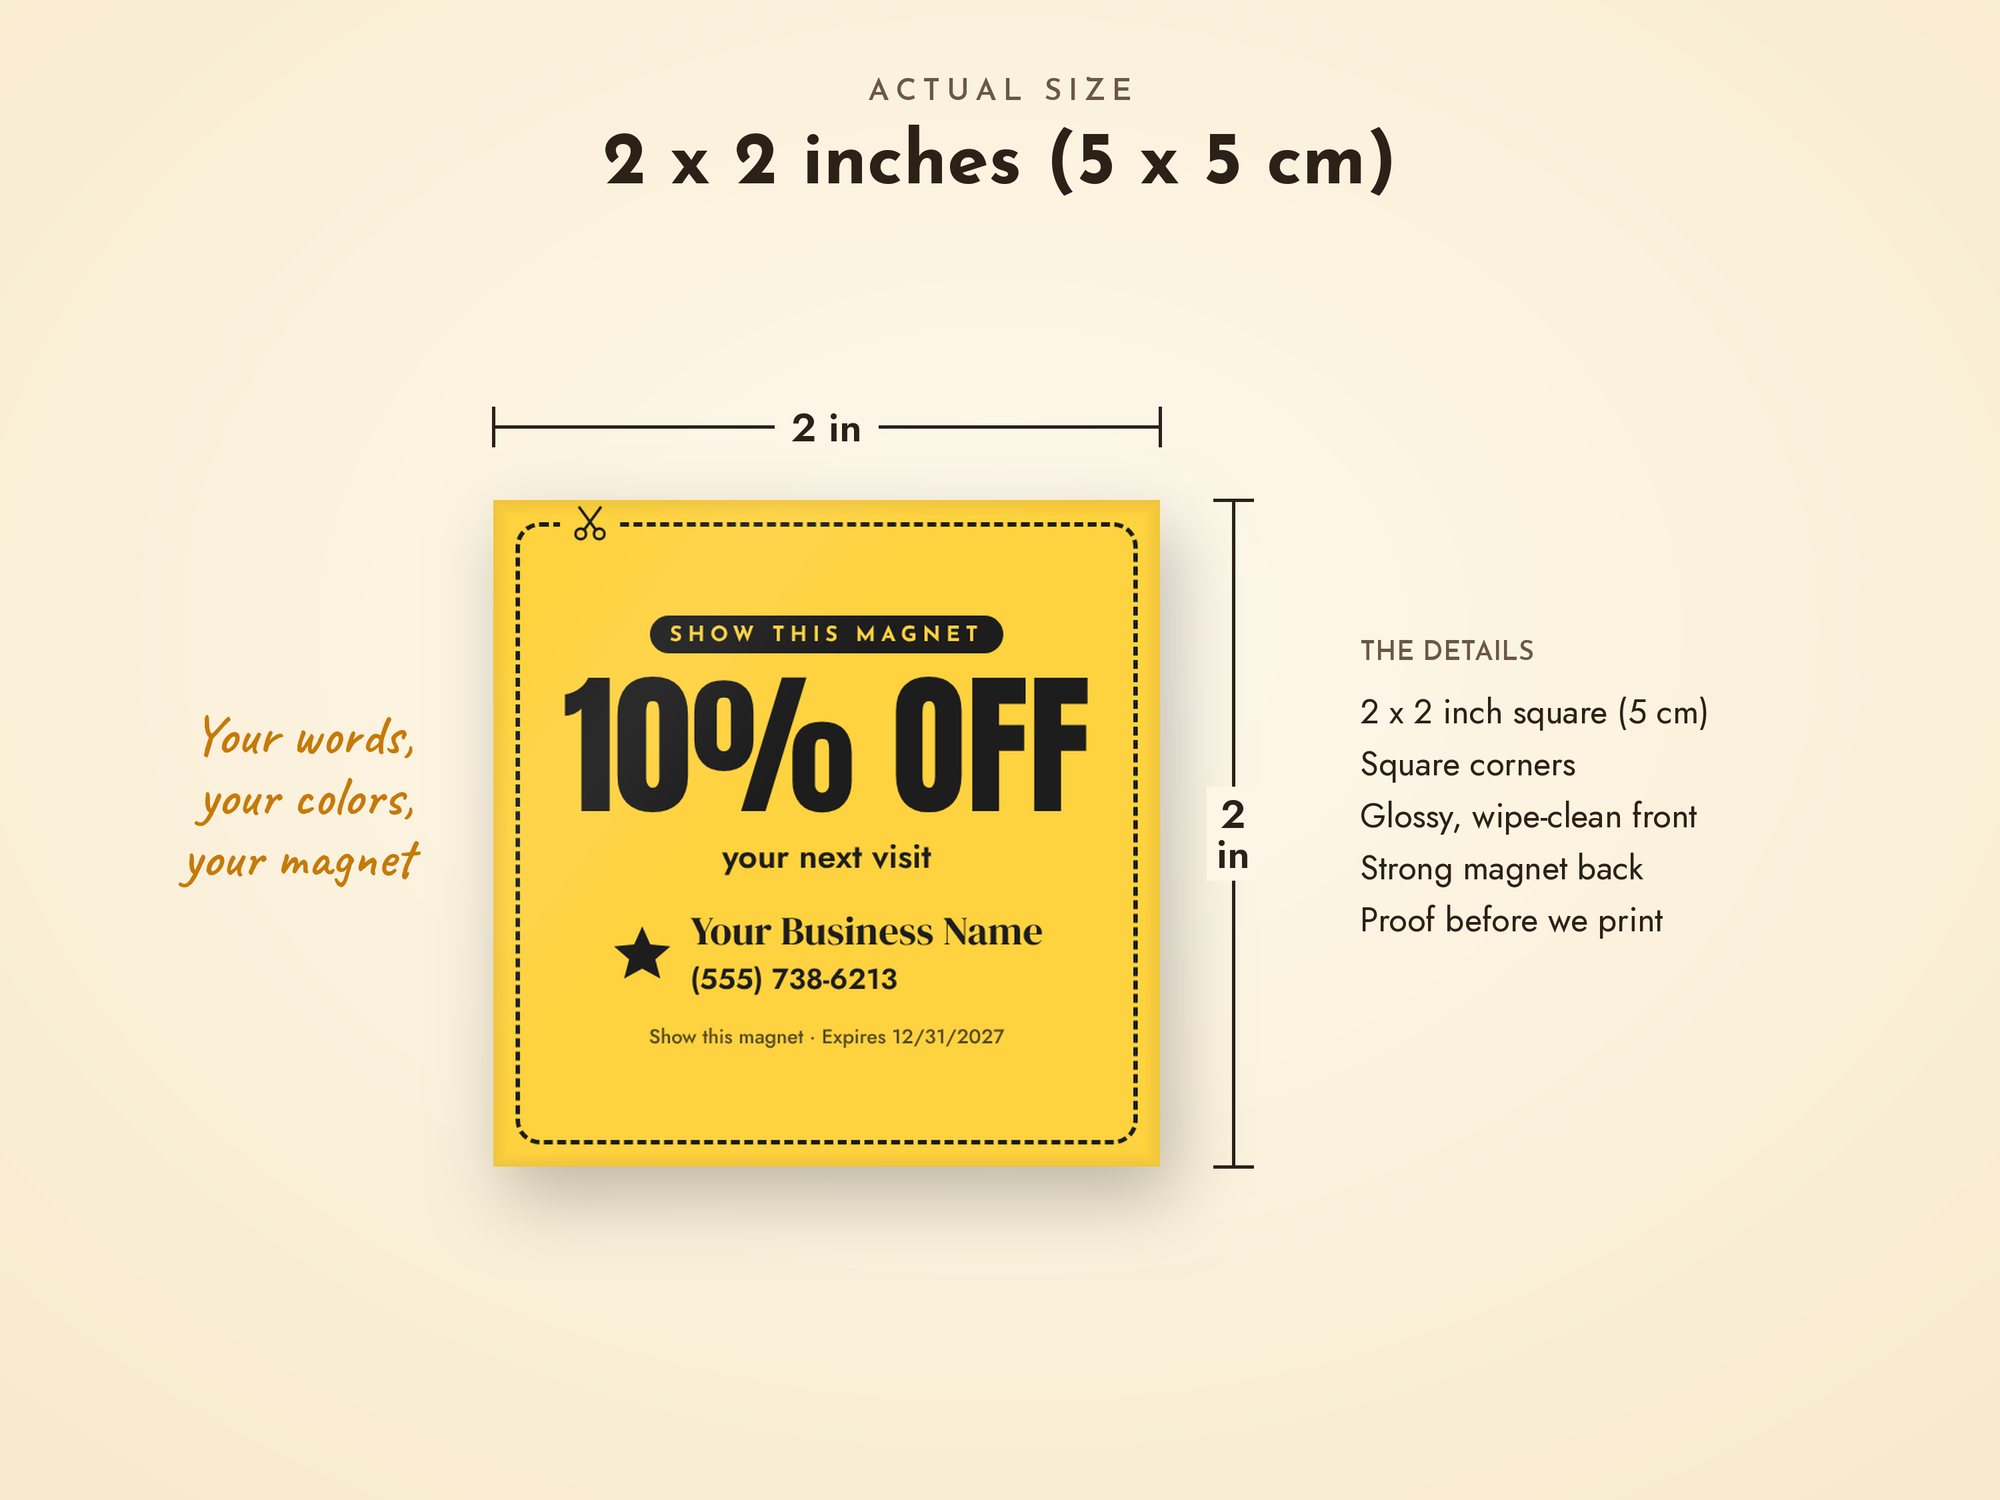 ACTUAL SIZE
2 x 2 inches (5 x 5 cm)
2 in
SHOW THIS MAGNET
10% OFF
your next visit
Your Business Name
(555) 738-6213
Show this magnet · Expires 12/31/2027
Your words,
your colors,
your magnet
2
in
THE DETAILS
2 x 2 inch square (5 cm)
Square corners
Glossy, wipe-clean front
Strong magnet back
Proof before we print